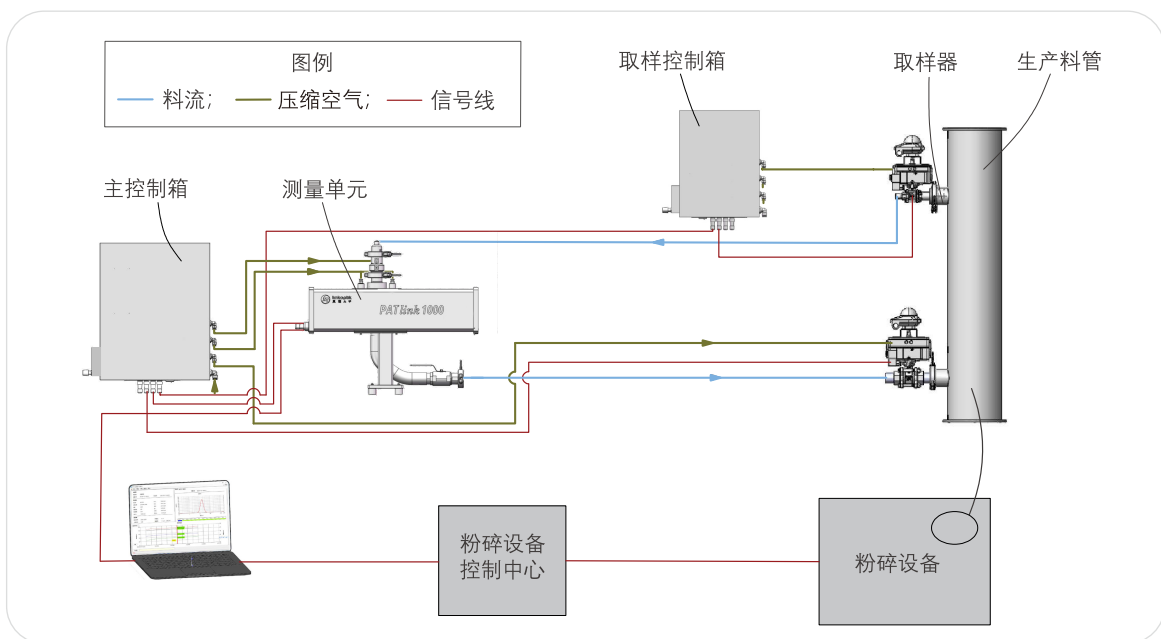 图例
料流；
压缩空气；
信号线
取样控制箱
取样器
生产料管
主控制箱
测量单元
PATlink 1000
粉碎设备
控制中心
粉碎设备